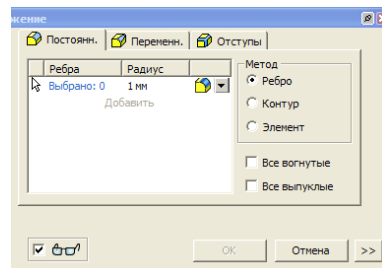 жение
Постоянн. Переменн. Отступы
Ребра Радиус
Выбрано: 0 1 мм
Добавить
Метод
Ребро
Контур
Элемент
Все вогнутые
Все выпуклые
OK Отмена >>